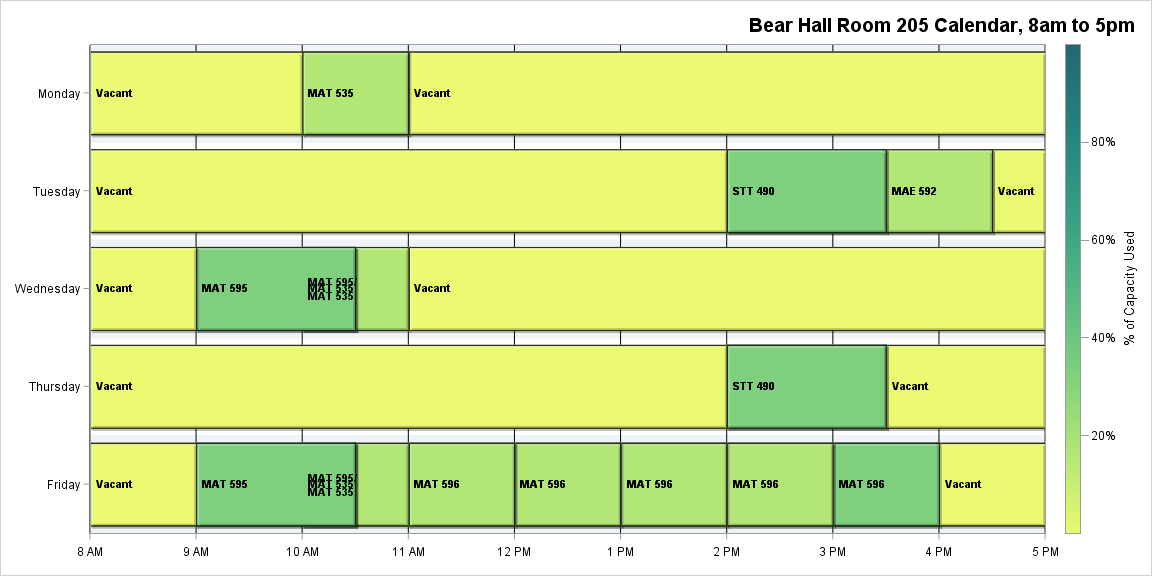 Bear Hall Room 205 Calendar, 8am to 5pm
Monday
Vacant
MAT 535
Vacant
Tuesday
Vacant
STT 490
MAE 592
Vacant
Wednesday
Vacant
MAT 595
MAT 595/
MAT 535
MAT 535
Vacant
Thursday
Vacant
STT 490
Vacant
Friday
Vacant
MAT 595
MAT 595/
MAT 535
MAT 535
MAT 596
MAT 596
MAT 596
MAT 596
MAT 596
Vacant
8 AM
9 AM
10 AM
11 AM
12 PM
1 PM
2 PM
3 PM
4 PM
5 PM
80%
60%
40%
20%
% of Capacity Used